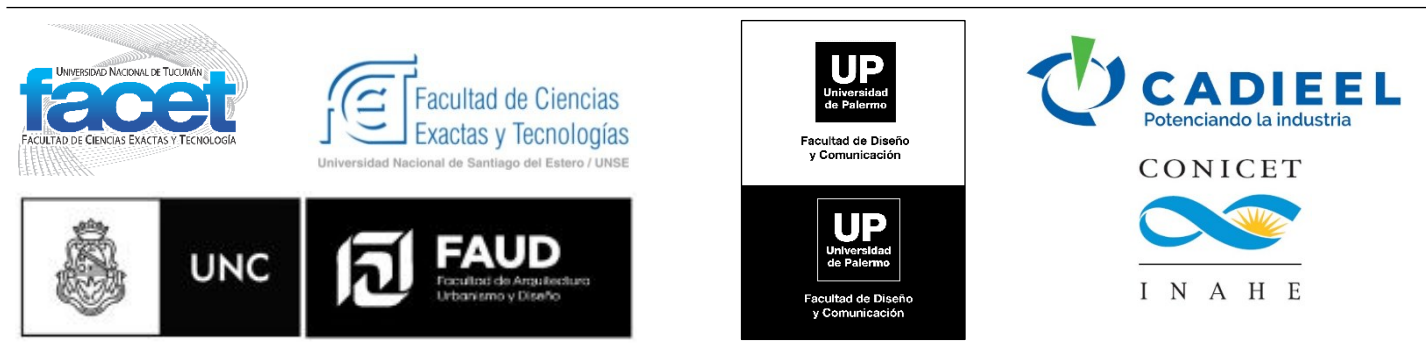 UNIVERSIDAD NACIONAL DE TUCUMÁN
facet
FACULTAD DE CIENCIAS EXACTAS Y TECNOLOGÍA
Facultad de Ciencias
Exactas y Tecnologías
Universidad Nacional de Santiago del Estero / UNSE
UNC
FAUD
Facultad de Arquitectura
Urbanismo y Diseño
UP
Universidad
de Palermo
Facultad de Diseño
y Comunicación
UP
Universidad
de Palermo
Facultad de Diseño
y Comunicación
CADIEEL
Potenciando la industria
CONICET
I N A H E